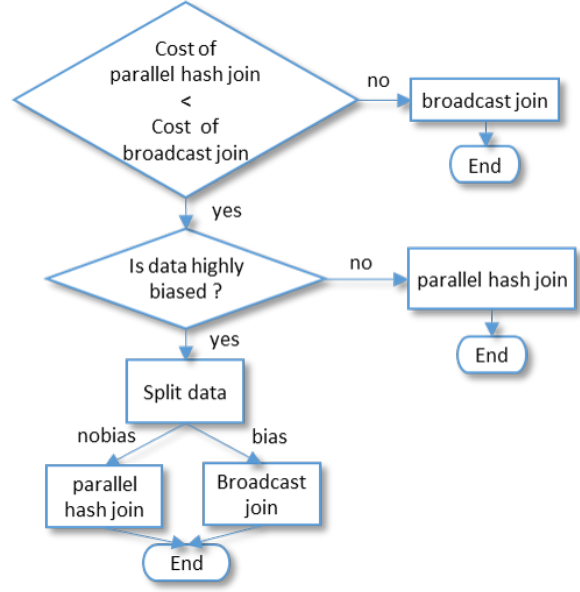 Cost of
parallel hash join
<
Cost of
broadcast join
no
broadcast join
End
yes
Is data highly
biased ?
no
parallel hash join
End
yes
Split data
nobias
bias
parallel
hash join
Broadcast
join
End